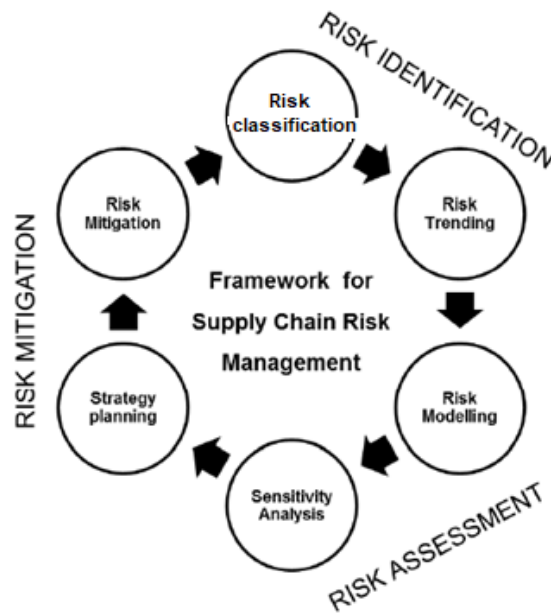 RISK IDENTIFICATION
Risk
classification
Risk
Trending
Risk
Mitigation
RISK MITIGATION
Framework for
Supply Chain Risk
Management
Strategy
planning
Risk
Modelling
Sensitivity
Analysis
RISK ASSESSMENT